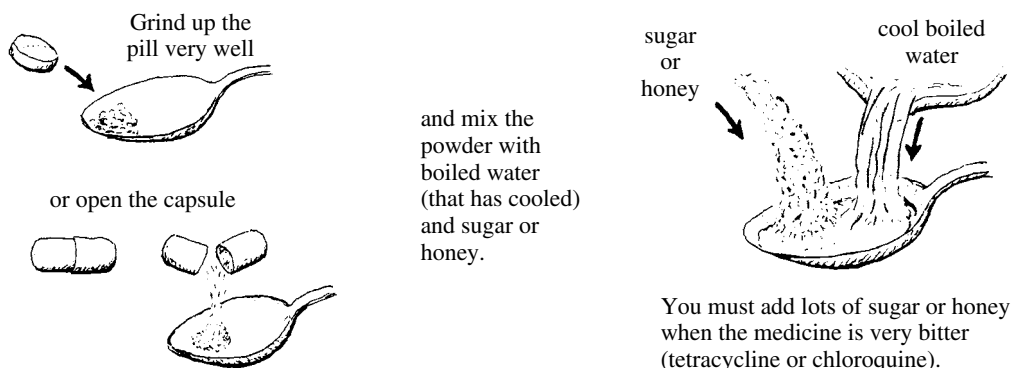 Grind up the
pill very well
or open the capsule
and mix the
powder with
boiled water
(that has cooled)
and sugar or
honey.
sugar
or
honey
cool boiled
water
You must add lots of sugar or honey
when the medicine is very bitter
(tetracycline or chloroquine).